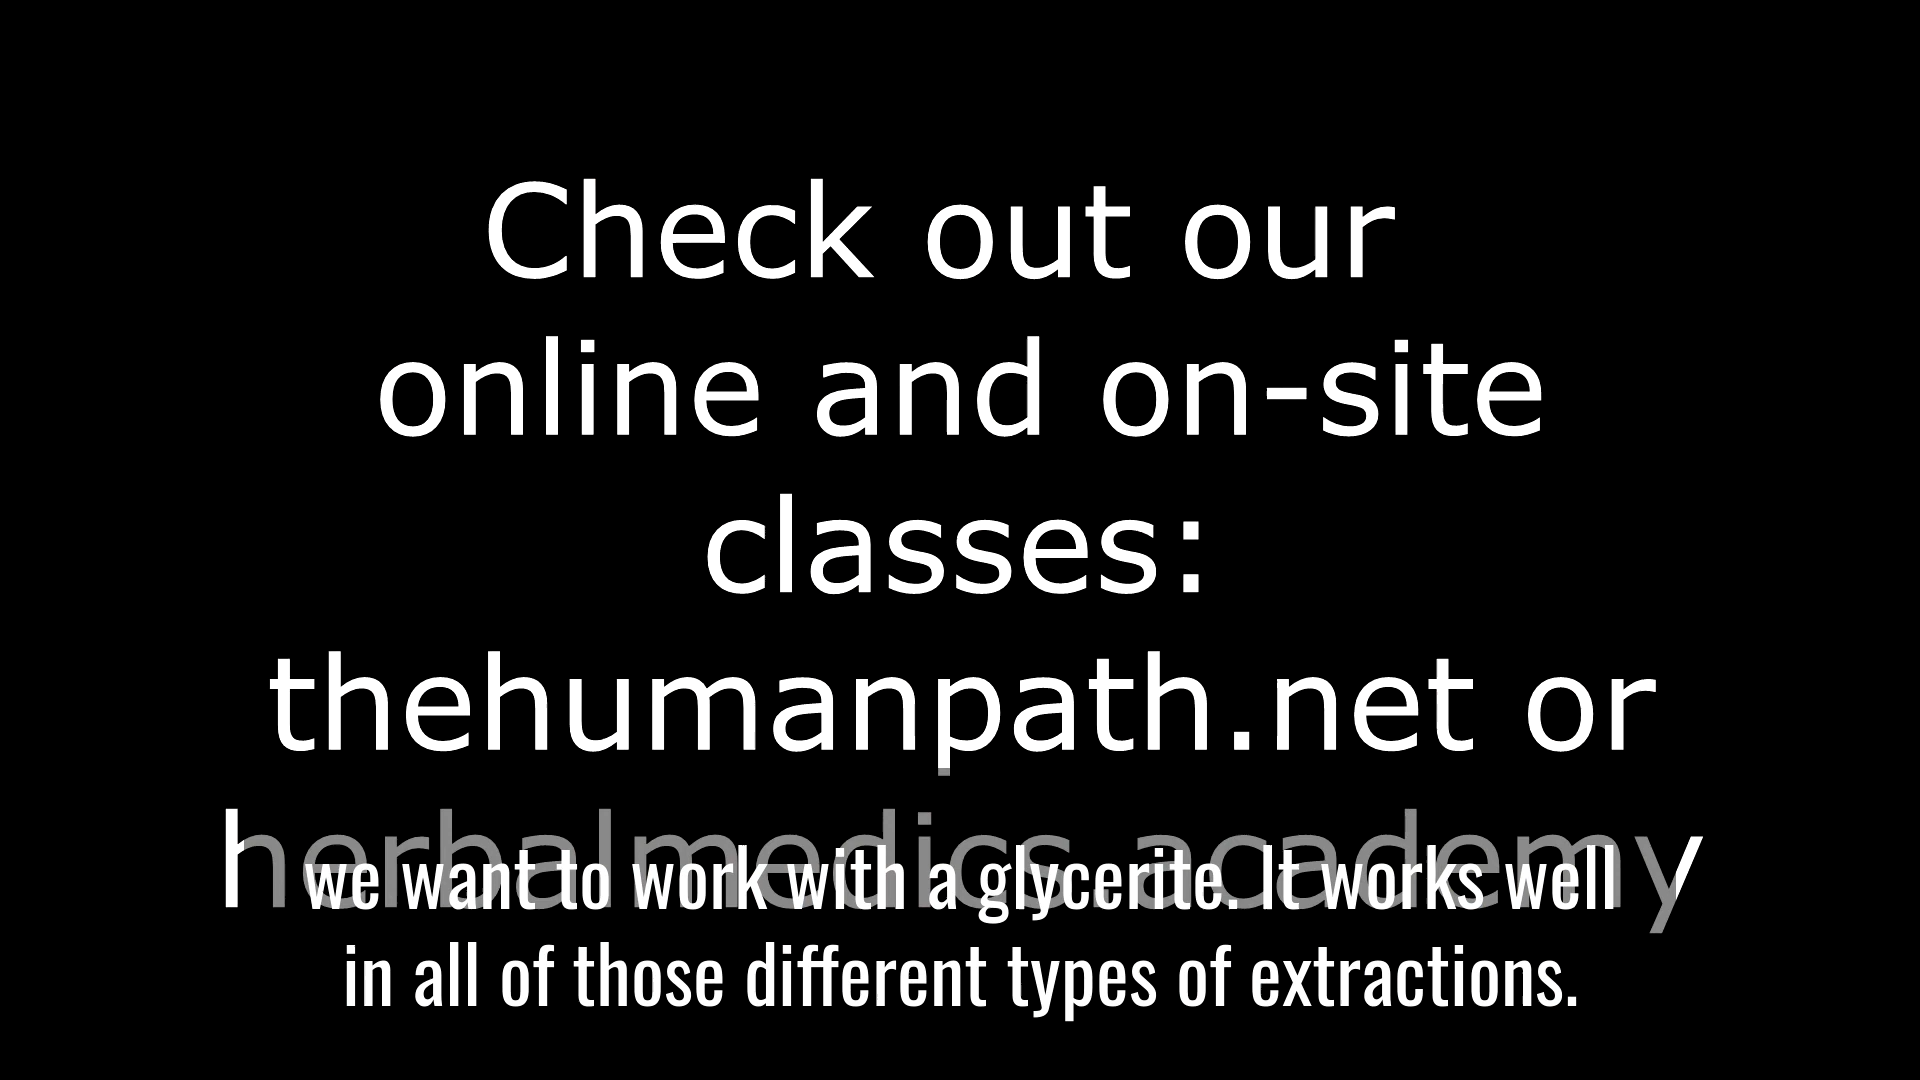 Check out our
online and on-site
classes:
thehumanpath.net or
herbalmedics.academy
we want to work with a glycerite. It works well
in all of those different types of extractions.